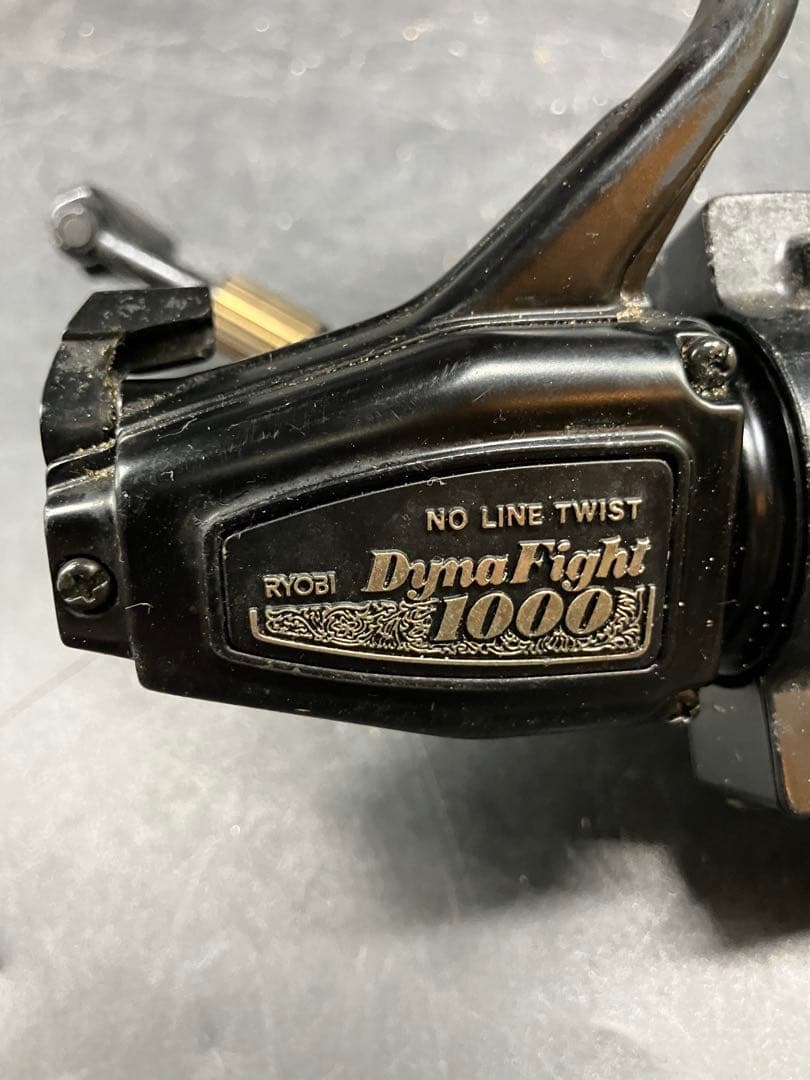 NO LINE TWIST
RYOBI DynaFight
1000